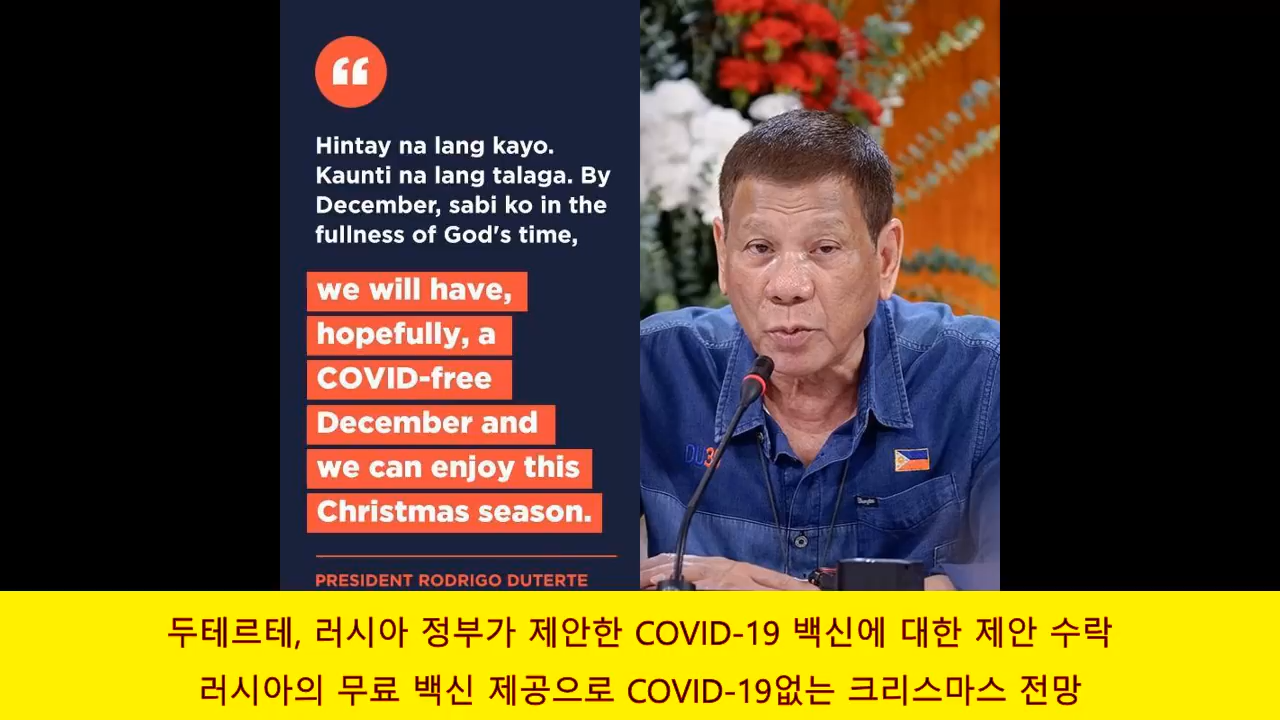 “
Hintay na lang kayo.
Kaunti na lang talaga. By
December, sabi ko in the
fullness of God's time,
we will have,
hopefully, a
COVID-free
December and
we can enjoy this
Christmas season.
PRESIDENT RODRIGO DUTERTE
DU30
두테르테, 러시아 정부가 제안한 COVID-19 백신에 대한 제안 수락
러시아의 무료 백신 제공으로 COVID-19없는 크리스마스 전망